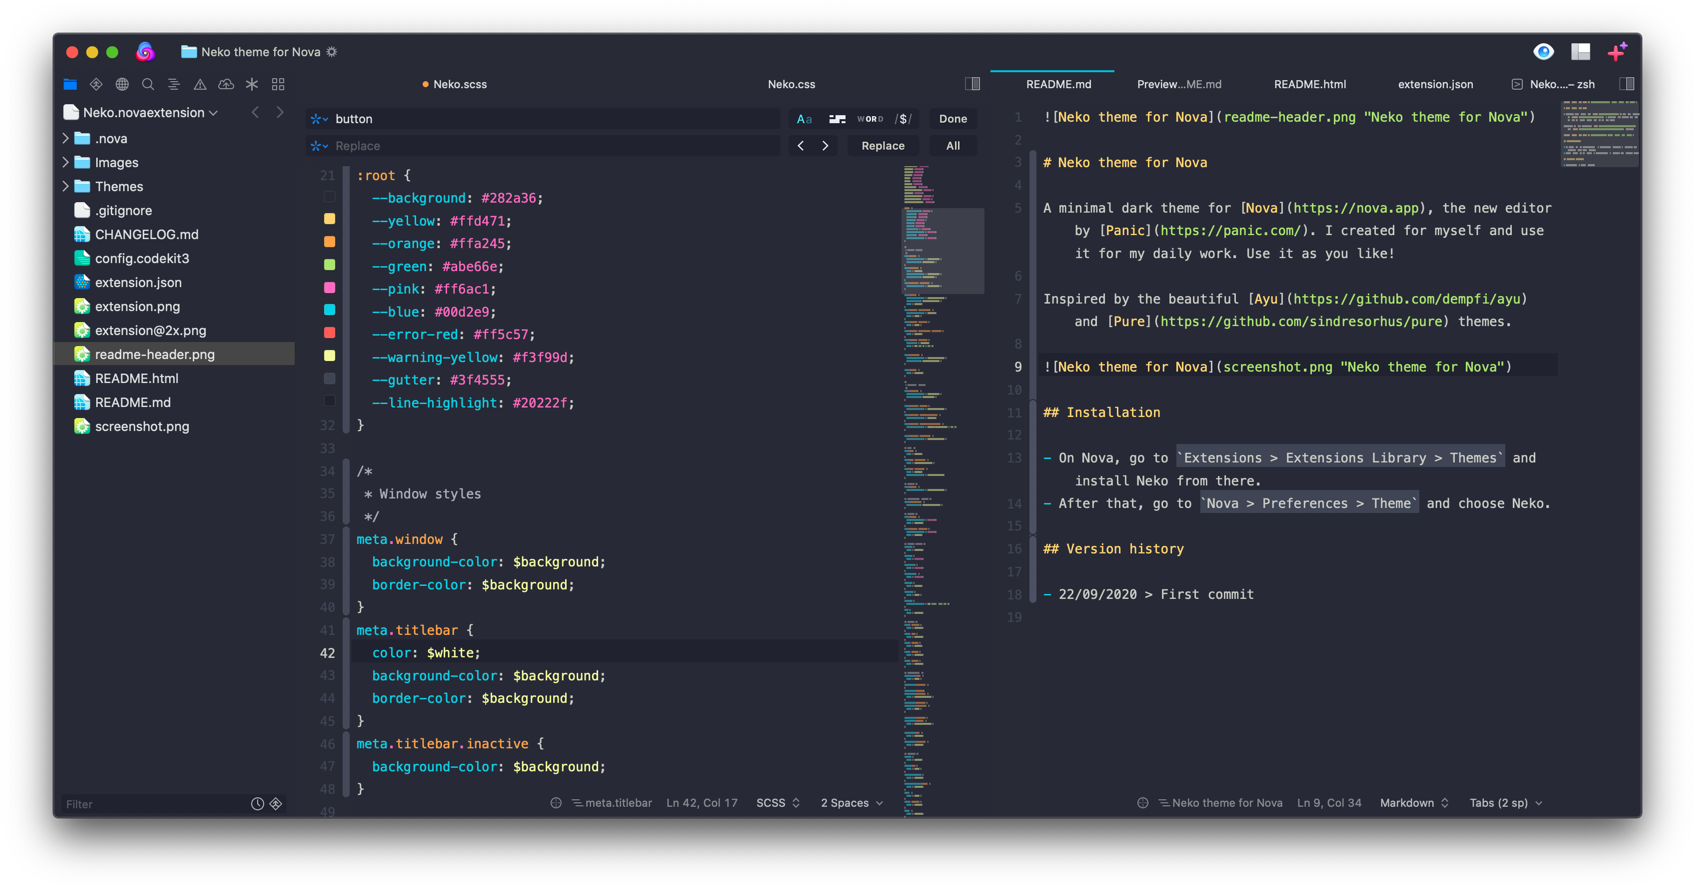 Neko theme for Nova
Neko.novaextension
.nova
Images
Themes
.gitignore
CHANGELOG.md
config.codekit3
extension.json
extension.png
extension@2x.png
readme-header.png
README.html
README.md
screenshot.png
Filter
Neko.scss
Neko.css
button
Aa
WORD
/$/
Done
Replace
Replace
All
21 :root {
--background: #282a36;
--yellow: #ffd471;
--orange: #ffa245;
--green: #abe66e;
--pink: #ff6ac1;
--blue: #00d2e9;
--error-red: #ff5c57;
--warning-yellow: #f3f99d;
--gutter: #3f4555;
--line-highlight: #20222f;
32 }
33
34 /*
35 * Window styles
36 */
37 meta.window {
38 background-color: $background;
39 border-color: $background;
40 }
41 meta.titlebar {
42 color: $white;
43 background-color: $background;
44 border-color: $background;
45 }
46 meta.titlebar.inactive {
47 background-color: $background;
48 }
49
meta.titlebar
Ln 42, Col 17
SCSS
2 Spaces
README.md
Preview...ME.md
README.html
extension.json
Neko....– zsh
1 ![Neko theme for Nova](readme-header.png "Neko theme for Nova")
2
3 # Neko theme for Nova
4
5 A minimal dark theme for [Nova](https://nova.app), the new editor
by [Panic](https://panic.com/). I created for myself and use
it for my daily work. Use it as you like!
6
7 Inspired by the beautiful [Ayu](https://github.com/dempfi/ayu)
and [Pure](https://github.com/sindresorhus/pure) themes.
8
9 ![Neko theme for Nova](screenshot.png "Neko theme for Nova")
10
11 ## Installation
12
13 - On Nova, go to `Extensions > Extensions Library > Themes` and
install Neko from there.
14 - After that, go to `Nova > Preferences > Theme` and choose Neko.
15
16 ## Version history
17
18 - 22/09/2020 > First commit
19
Neko theme for Nova
Ln 9, Col 34
Markdown
Tabs (2 sp)